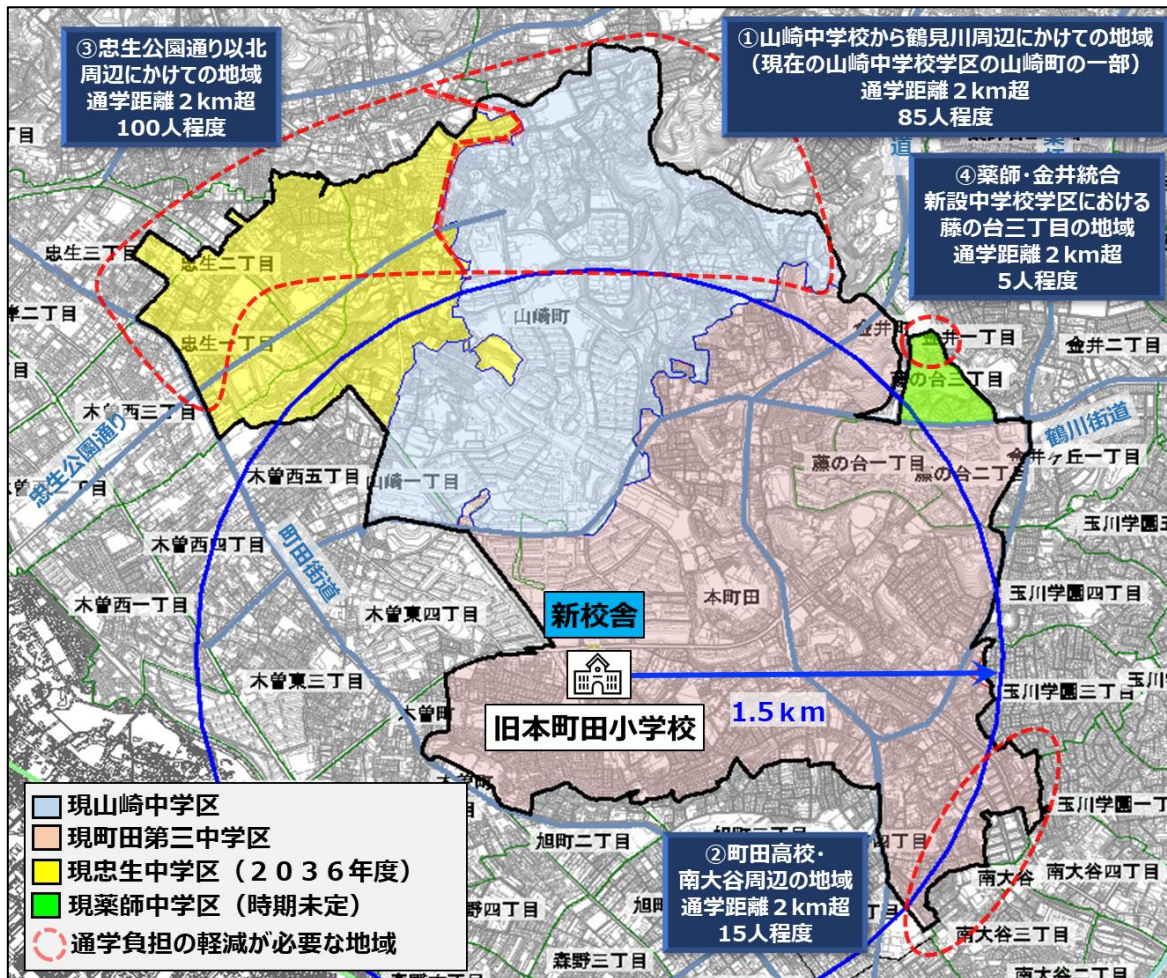 ③忠生公園通り以北
周辺にかけての地域
通学距離2km超
100人程度
①山崎中学校から鶴見川周辺にかけての地域
（現在の山崎中学校学区の山崎町の一部）
通学距離2km超
85人程度
④薬師・金井統合
新設中学校学区における
藤の台三丁目の地域
通学距離2km超
5人程度
街道
忠生三丁目
忠生二丁目
忠生一丁目
山崎町
金井町
金井一丁目
金井二丁目
藤の台三丁目
木曽西三丁目
鶴川街道
忠生公園通り
木曽西五丁目
山崎一丁目
藤の台一丁目
藤の台二丁目
金井ヶ丘一丁目
木曽西四丁目
町田街道
玉川学園五
木曽西一丁目
木曽東四丁目
本町田
玉川学園四丁目
新校舎
木曽東三丁目
玉川学園三丁目
玉川学
木曽町
1.5km
旧本町田小学校
玉川学園一丁
旭町二丁目
四丁目
南大谷
南大谷四丁目
南大谷三丁目
森野三丁目
②町田高校・
南大谷周辺の地域
通学距離2km超
15人程度
現山崎中学区
現町田第三中学区
現忠生中学区（２０３６年度）
現薬師中学区（時期未定）
通学負担の軽減が必要な地域